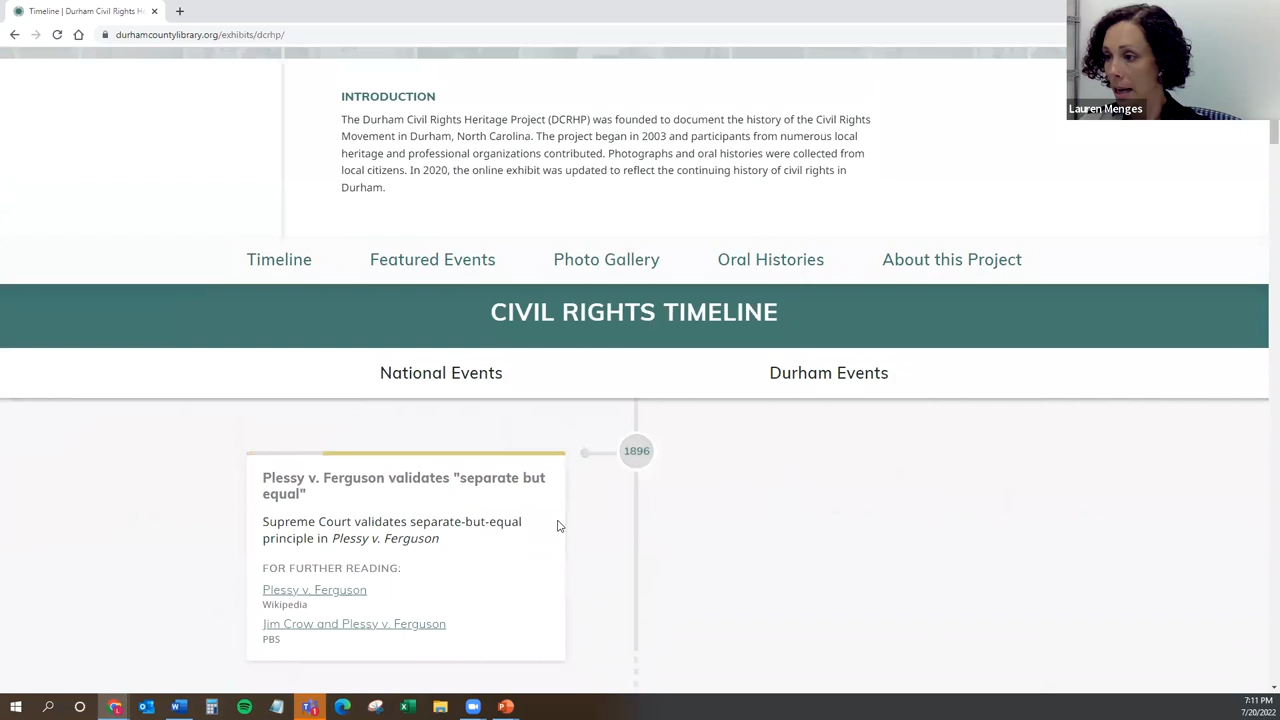 Timeline | Durham Civil Rights H
durhamcountylibrary.org/exhibits/dcrhp/
Lauren Menges
INTRODUCTION
The Durham Civil Rights Heritage Project (DCRHP) was founded to document the history of the Civil Rights
Movement in Durham, North Carolina. The project began in 2003 and participants from numerous local
heritage and professional organizations contributed. Photographs and oral histories were collected from
local citizens. In 2020, the online exhibit was updated to reflect the continuing history of civil rights in
Durham.
Timeline Featured Events Photo Gallery Oral Histories About this Project
CIVIL RIGHTS TIMELINE
National Events Durham Events
1896
Plessy v. Ferguson validates "separate but
equal"
Supreme Court validates separate-but-equal
principle in Plessy v. Ferguson
FOR FURTHER READING:
Plessy v. Ferguson
Wikipedia
Jim Crow and Plessy v. Ferguson
PBS
7:11 PM
7/20/2022